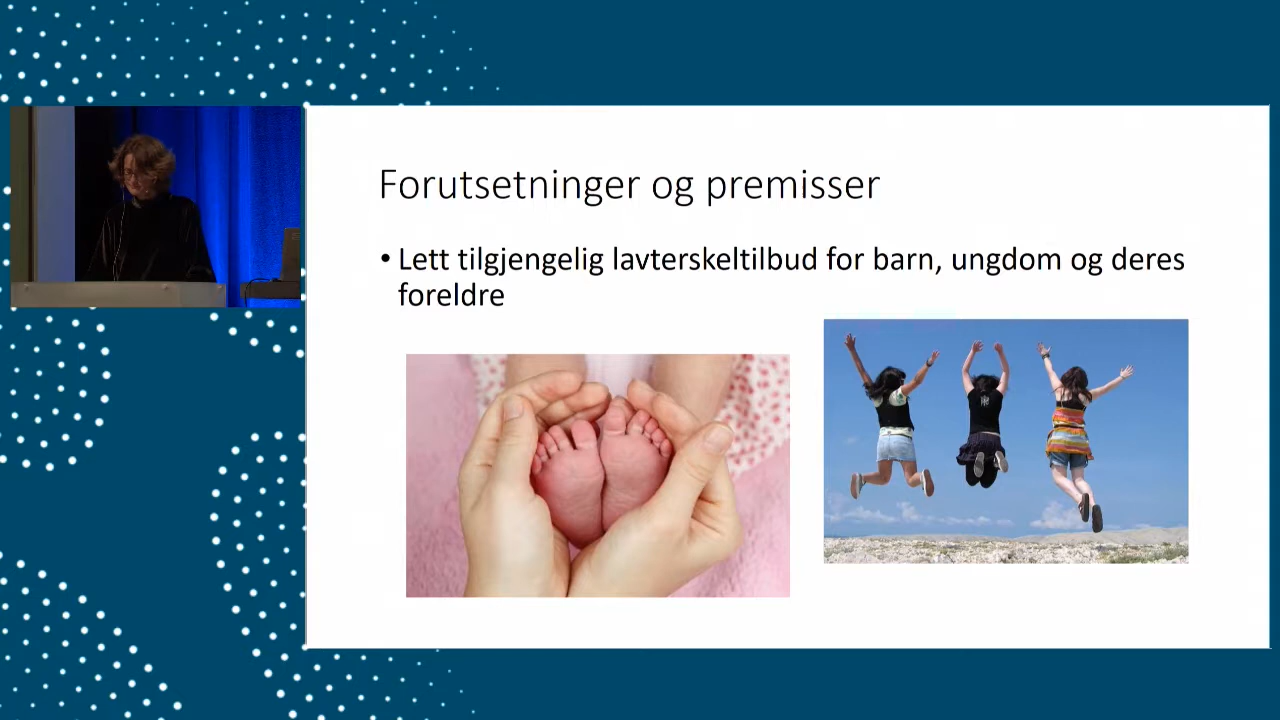 Forutsetninger og premisser
• Lett tilgjengelig lavterskeltilbud for barn, ungdom og deres
foreldre